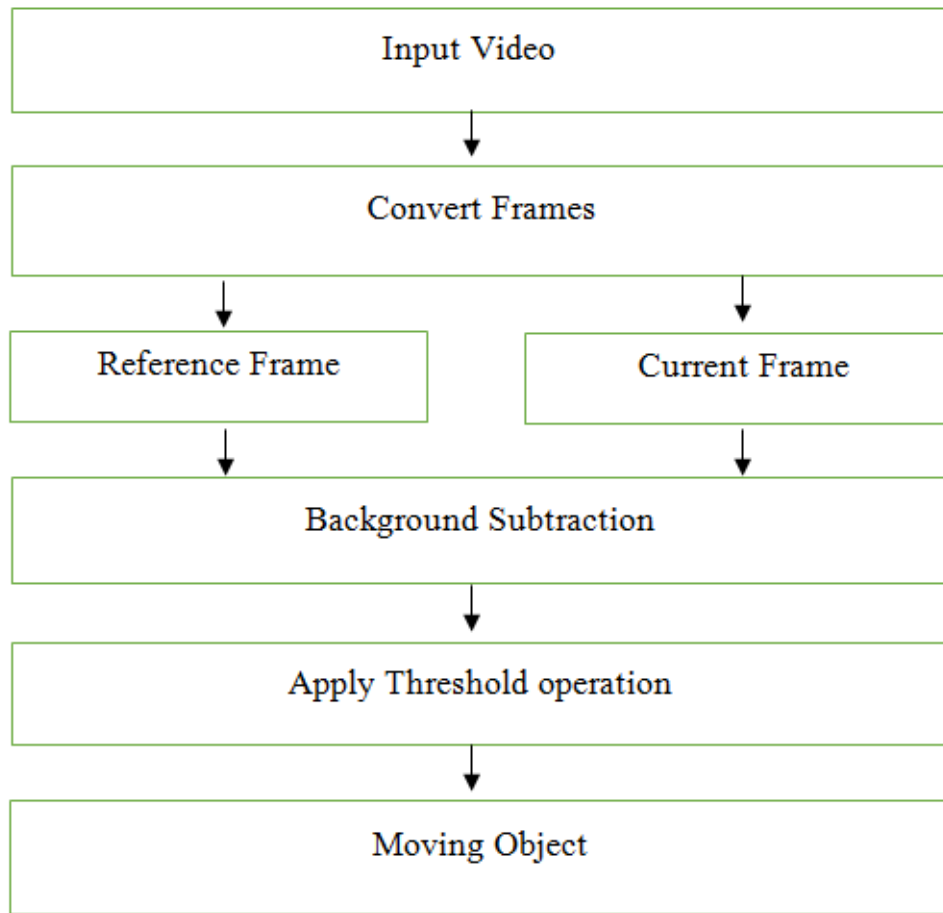 Input Video
Convert Frames
Reference Frame
Current Frame
Background Subtraction
Apply Threshold operation
Moving Object